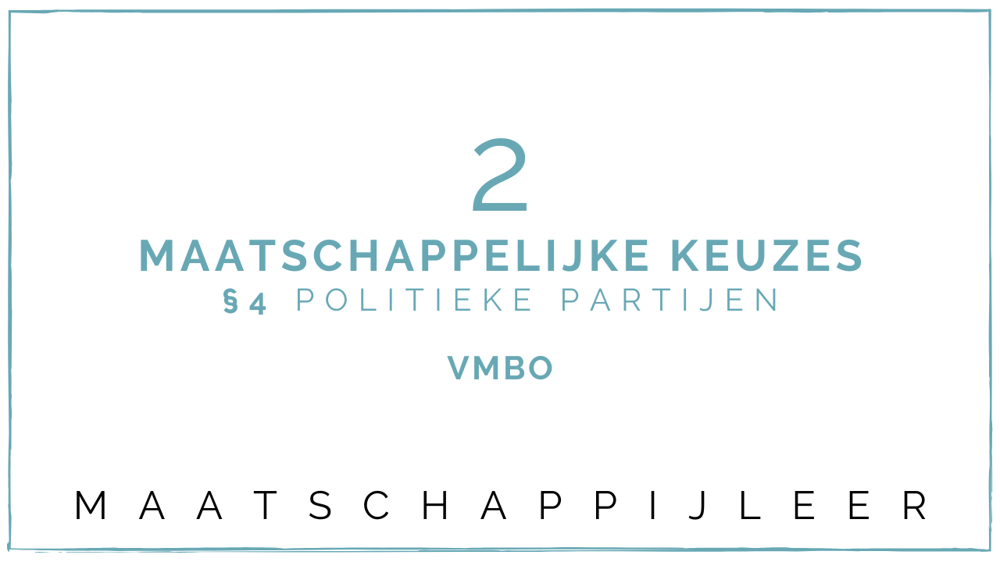 2
MAATSCHAPPELIJKE KEUZES
§ 4 POLITIEKE PARTIJEN
VMBO
MAATSCHAPPIJLEER